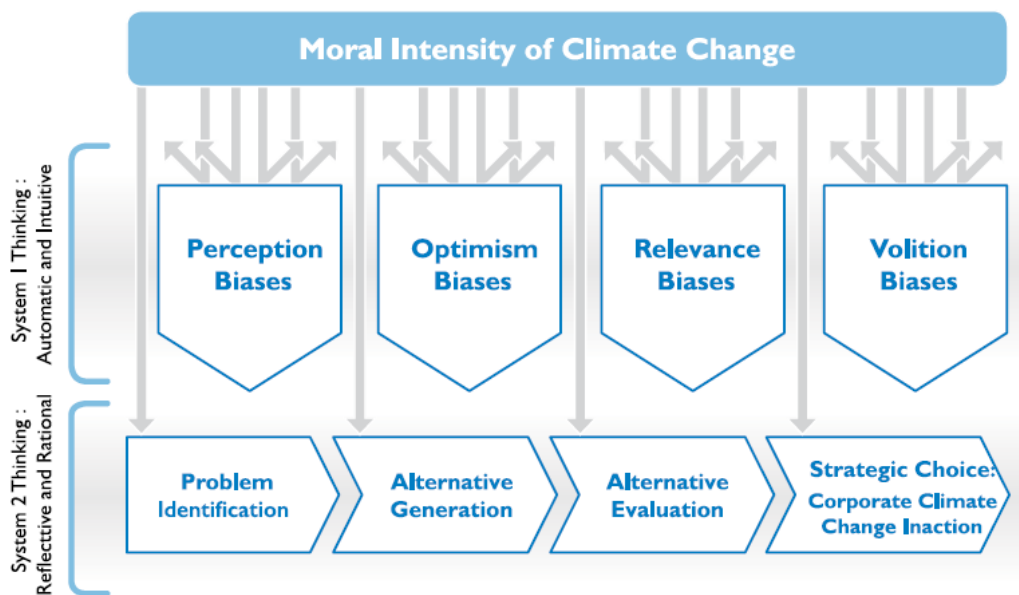 Moral Intensity of Climate Change
System 1 Thinking :
Automatic and Intuitive
Perception
Biases
Optimism
Biases
Relevance
Biases
Volition
Biases
System 2 Thinking :
Reflecttive and Rational
Problem
Identification
Alternative
Generation
Alternative
Evaluation
Strategic Choice:
Corporate Climate
Change Inaction